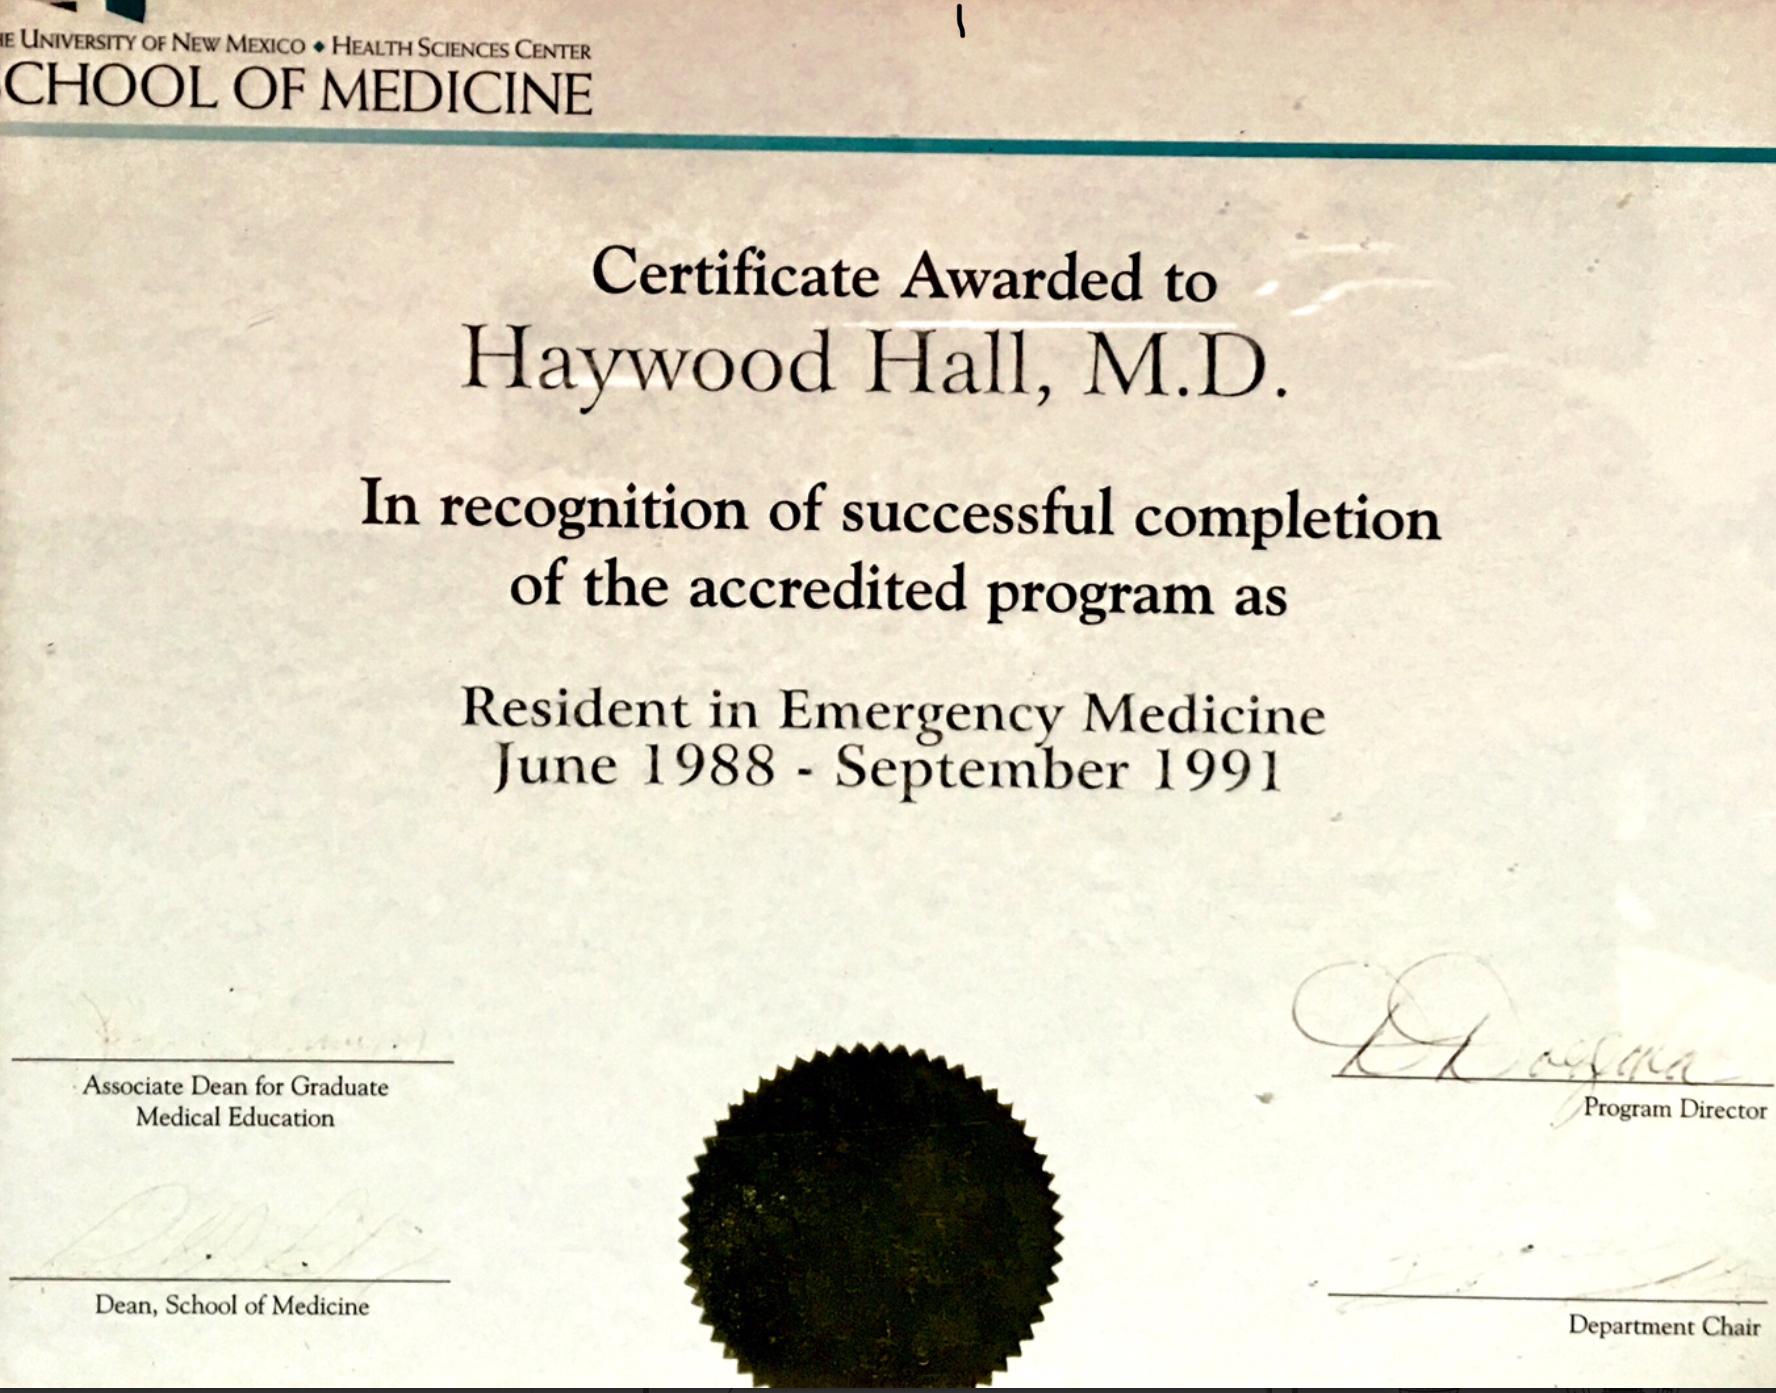 HE UNIVERSITY OF NEW MEXICO ◆ HEALTH SCIENCES CENTER
SCHOOL OF MEDICINE
Certificate Awarded to
Haywood Hall, M.D.
In recognition of successful completion
of the accredited program as
Resident in Emergency Medicine
June 1988 - September 1991
Associate Dean for Graduate
Medical Education
Program Director
Dean, School of Medicine
Department Chair